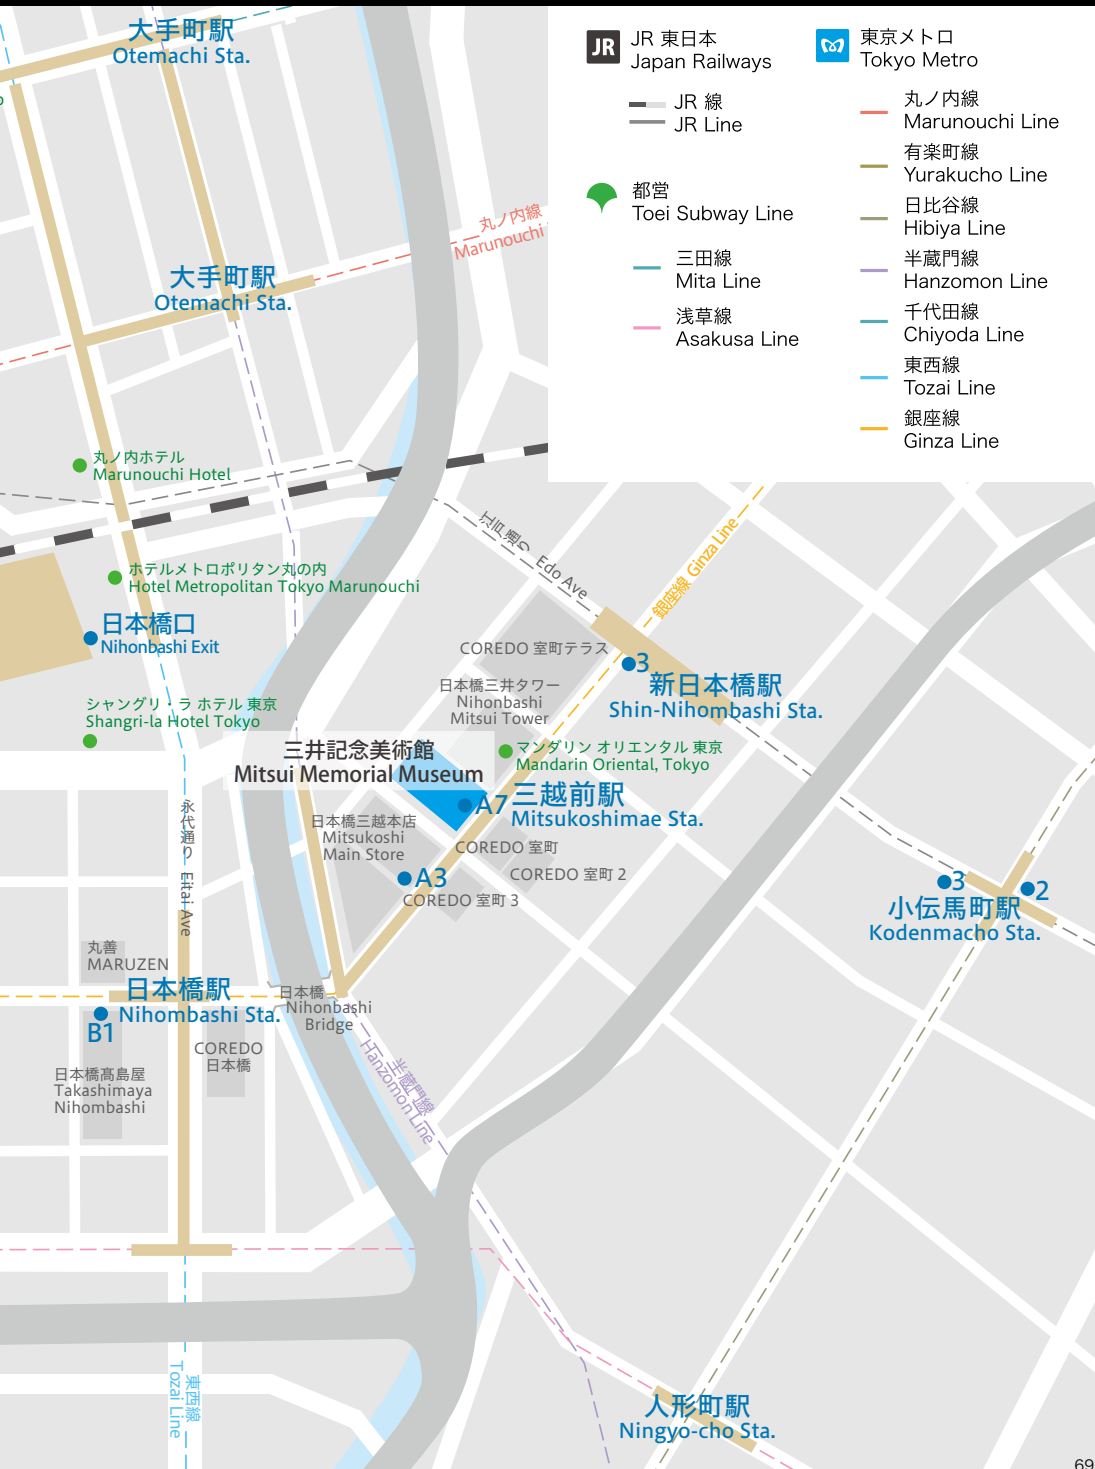 大手町駅
Otemachi Sta.
JR
JR 東日本
Japan Railways
JR 線
JR Line
都営
Toei Subway Line
三田線
Mita Line
浅草線
Asakusa Line
東京メトロ
Tokyo Metro
丸ノ内線
Marunouchi Line
有楽町線
Yurakucho Line
日比谷線
Hibiya Line
半蔵門線
Hanzomon Line
千代田線
Chiyoda Line
東西線
Tozai Line
銀座線
Ginza Line
丸ノ内線
Marunouchi
大手町駅
Otemachi Sta.
丸ノ内ホテル
Marunouchi Hotel
江戸通り Edo Ave
銀座線 Ginza Line
ホテルメトロポリタン丸の内
Hotel Metropolitan Tokyo Marunouchi
日本橋口
Nihonbashi Exit
COREDO 室町テラス
3
新日本橋駅
Shin-Nihombashi Sta.
日本橋三井タワー
Nihonbashi
Mitsui Tower
シャングリ・ラ ホテル 東京
Shangri-la Hotel Tokyo
三井記念美術館
Mitsui Memorial Museum
マンダリン オリエンタル 東京
Mandarin Oriental, Tokyo
A7
三越前駅
Mitsukoshimae Sta.
日本橋三越本店
Mitsukoshi
Main Store
COREDO 室町
COREDO 室町 2
A3
COREDO 室町 3
永代通り Eitai Ave
3
2
小伝馬町駅
Kodenmacho Sta.
丸善
MARUZEN
日本橋駅
Nihombashi Sta.
B1
日本橋
Nihonbashi
Bridge
COREDO
日本橋
日本橋髙島屋
Takashimaya
Nihombashi
半蔵門線
Hanzomon Line
東西線
Tozai Line
人形町駅
Ningyo-cho Sta.
69